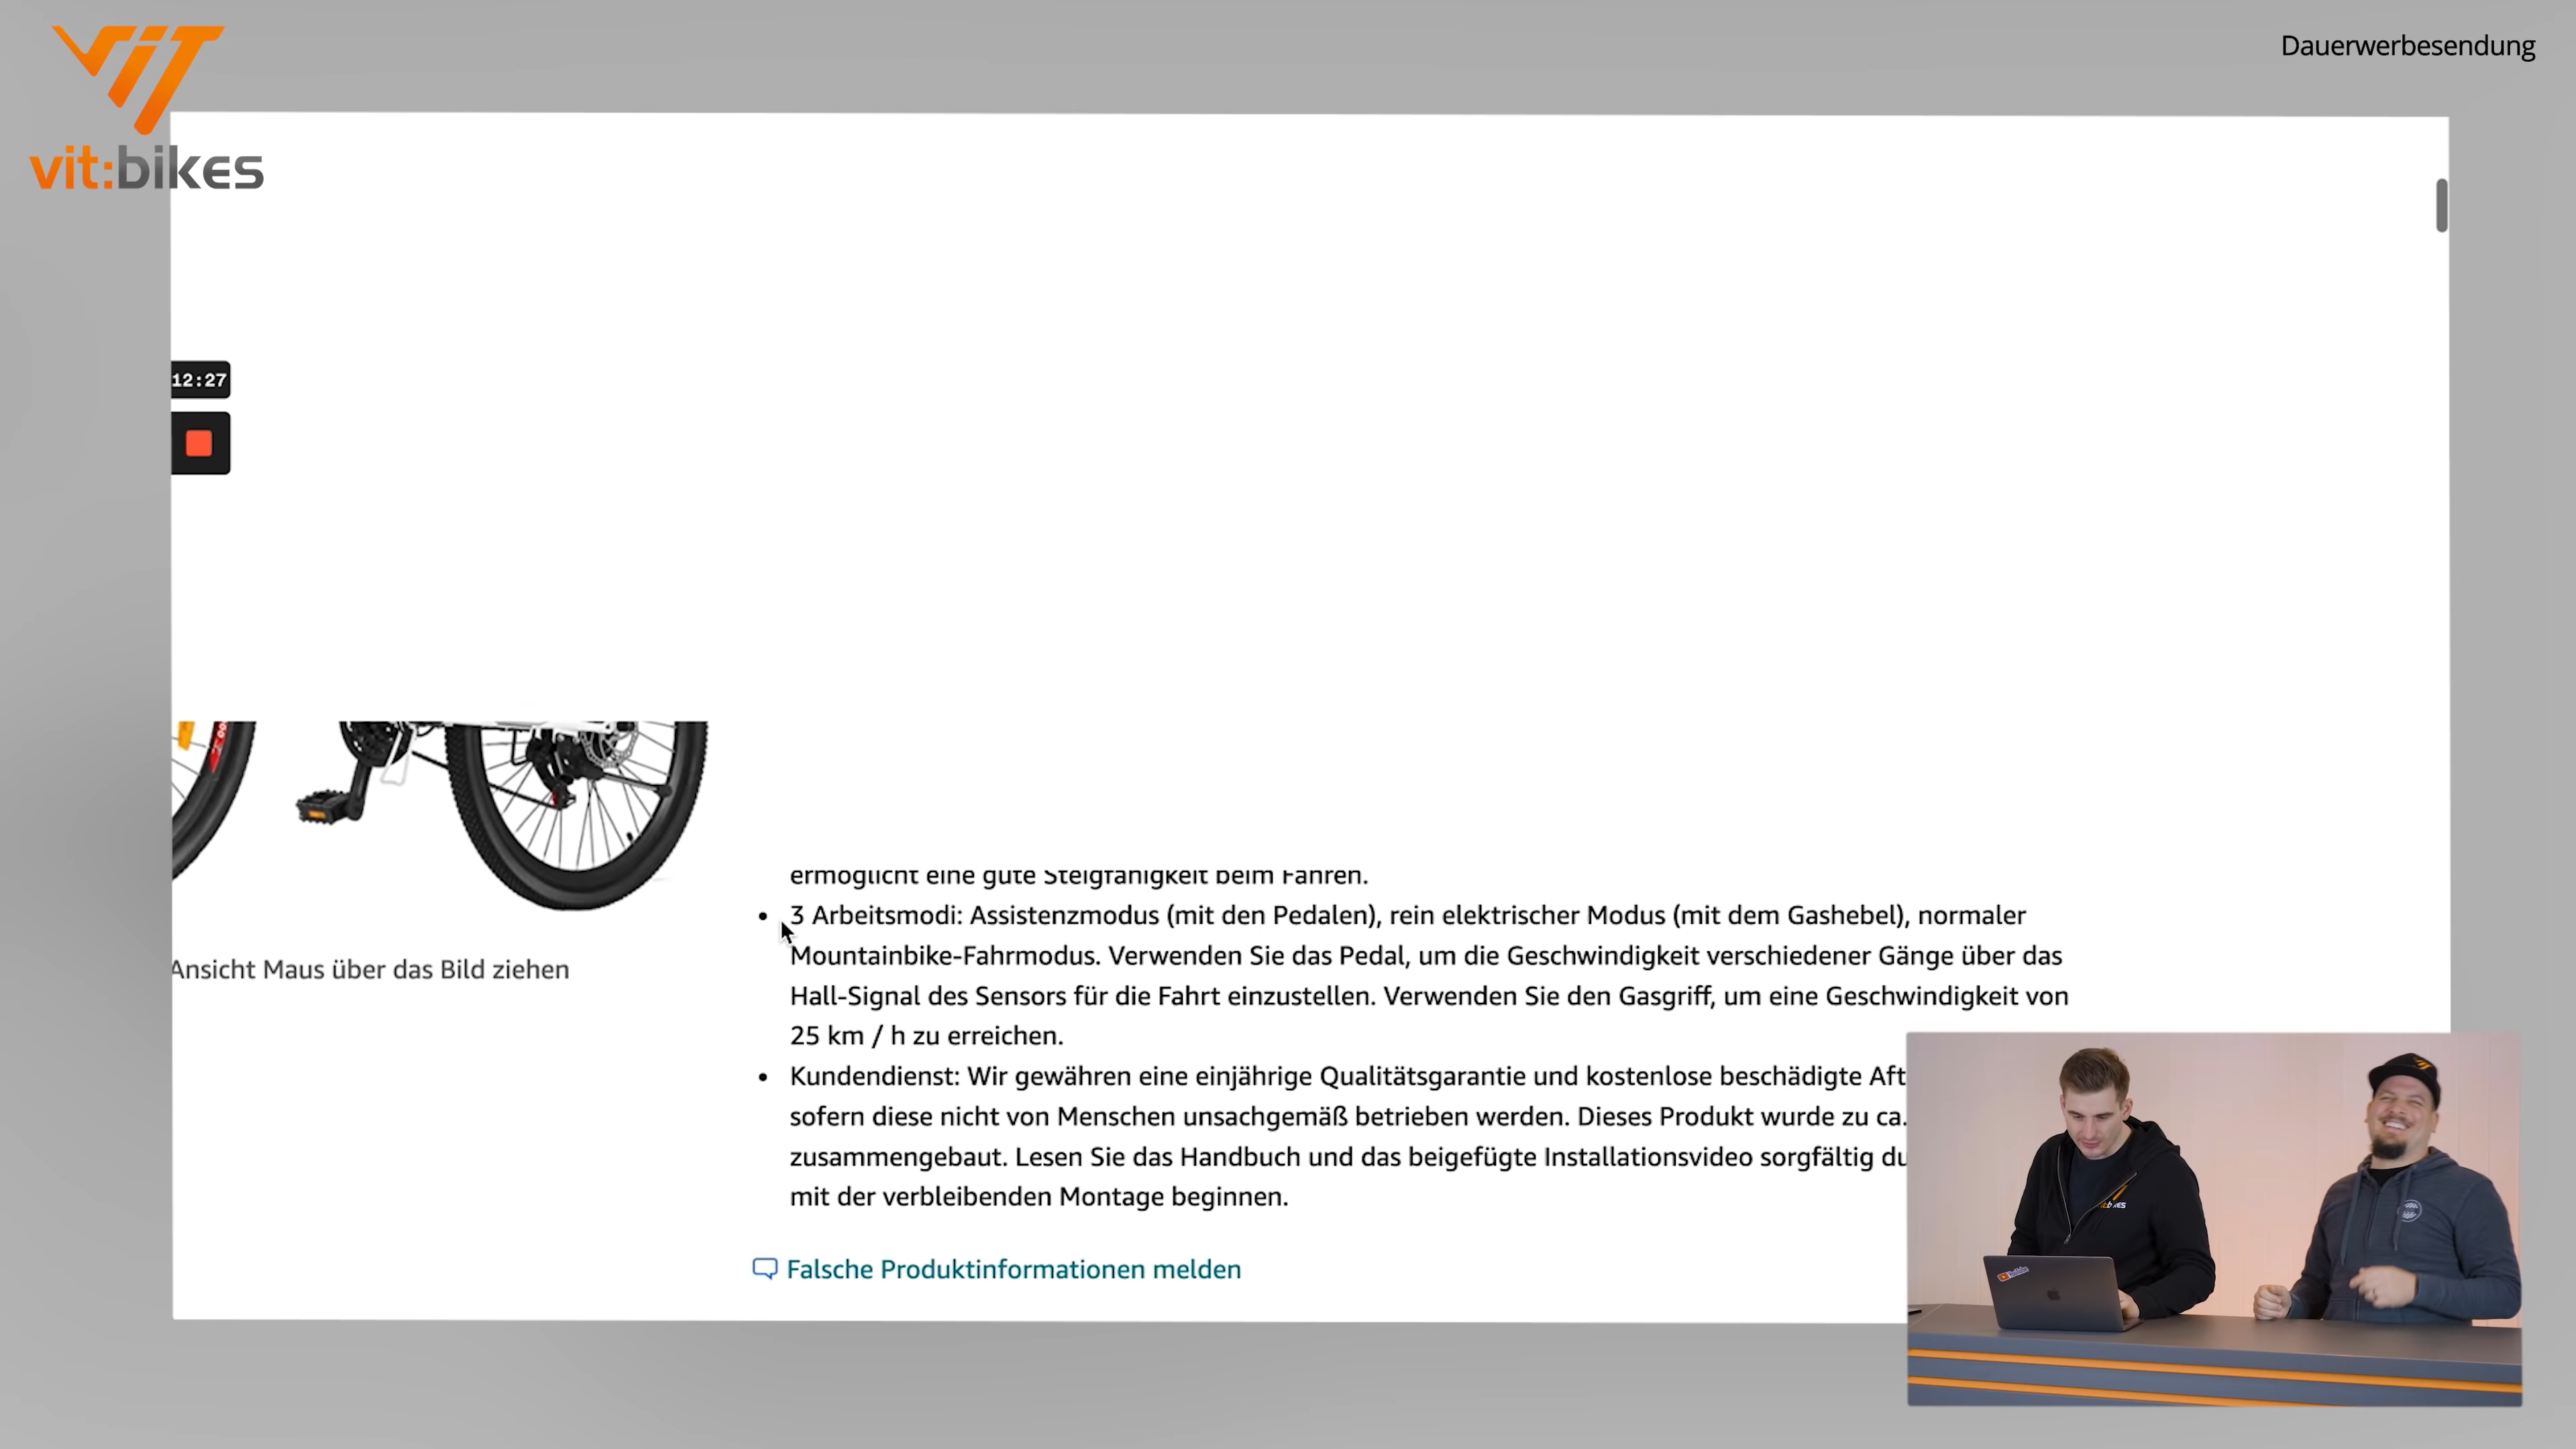 Dauerwerbesendung
vit:bikes
12:27
ermöglicht eine gute Steigfähigkeit beim Fahren.
• 3 Arbeitsmodi: Assistenzmodus (mit den Pedalen), rein elektrischer Modus (mit dem Gashebel), normaler
Mountainbike-Fahrmodus. Verwenden Sie das Pedal, um die Geschwindigkeit verschiedener Gänge über das
Ansicht Maus über das Bild ziehen
Hall-Signal des Sensors für die Fahrt einzustellen. Verwenden Sie den Gasgriff, um eine Geschwindigkeit von
25 km / h zu erreichen.
• Kundendienst: Wir gewähren eine einjährige Qualitätsgarantie und kostenlose beschädigte Aft
sofern diese nicht von Menschen unsachgemäß betrieben werden. Dieses Produkt wurde zu ca.
zusammengebaut. Lesen Sie das Handbuch und das beigefügte Installationsvideo sorgfältig du
mit der verbleibenden Montage beginnen.
Falsche Produktinformationen melden